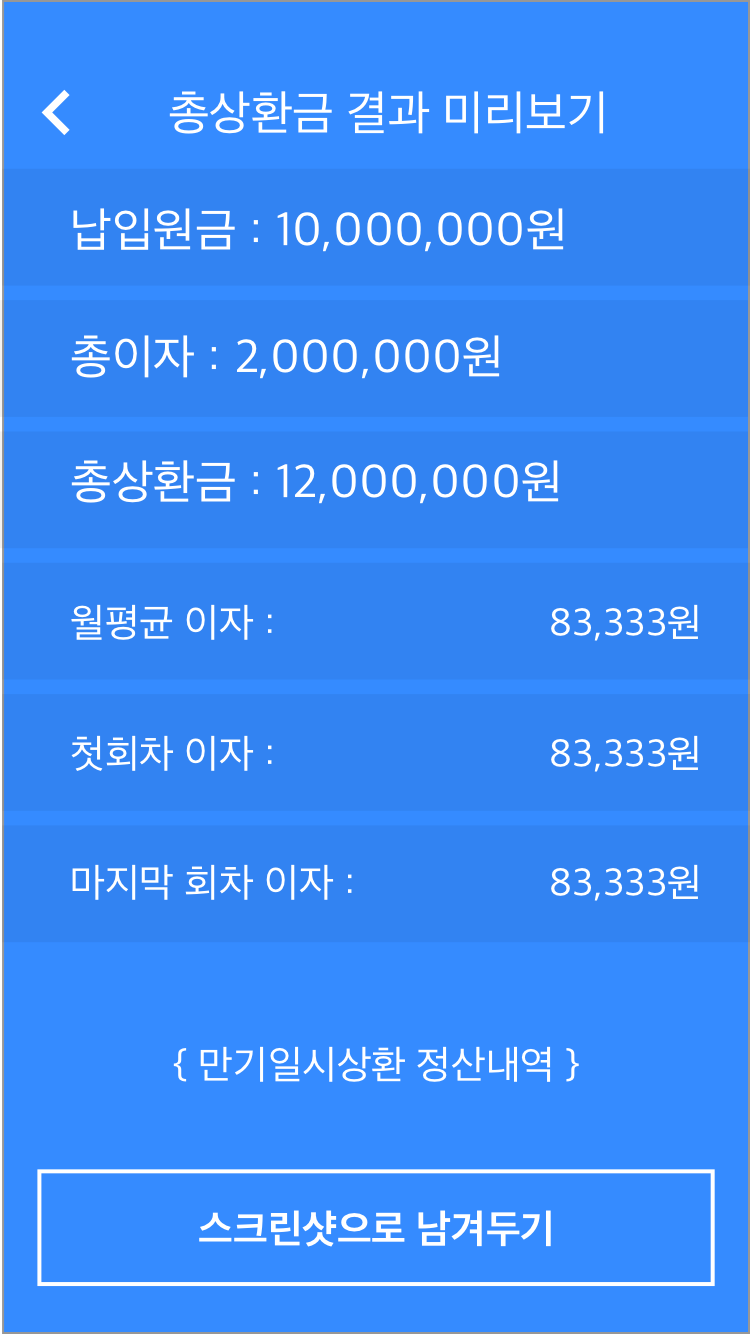 총상환금 결과 미리보기
납입원금 : 10,000,000원
총이자 : 2,000,000원
총상환금 : 12,000,000원
월평균 이자 : 83,333원
첫회차 이자 : 83,333원
마지막 회차 이자 : 83,333원
{ 만기일시상환 정산내역 }
스크린샷으로 남겨두기